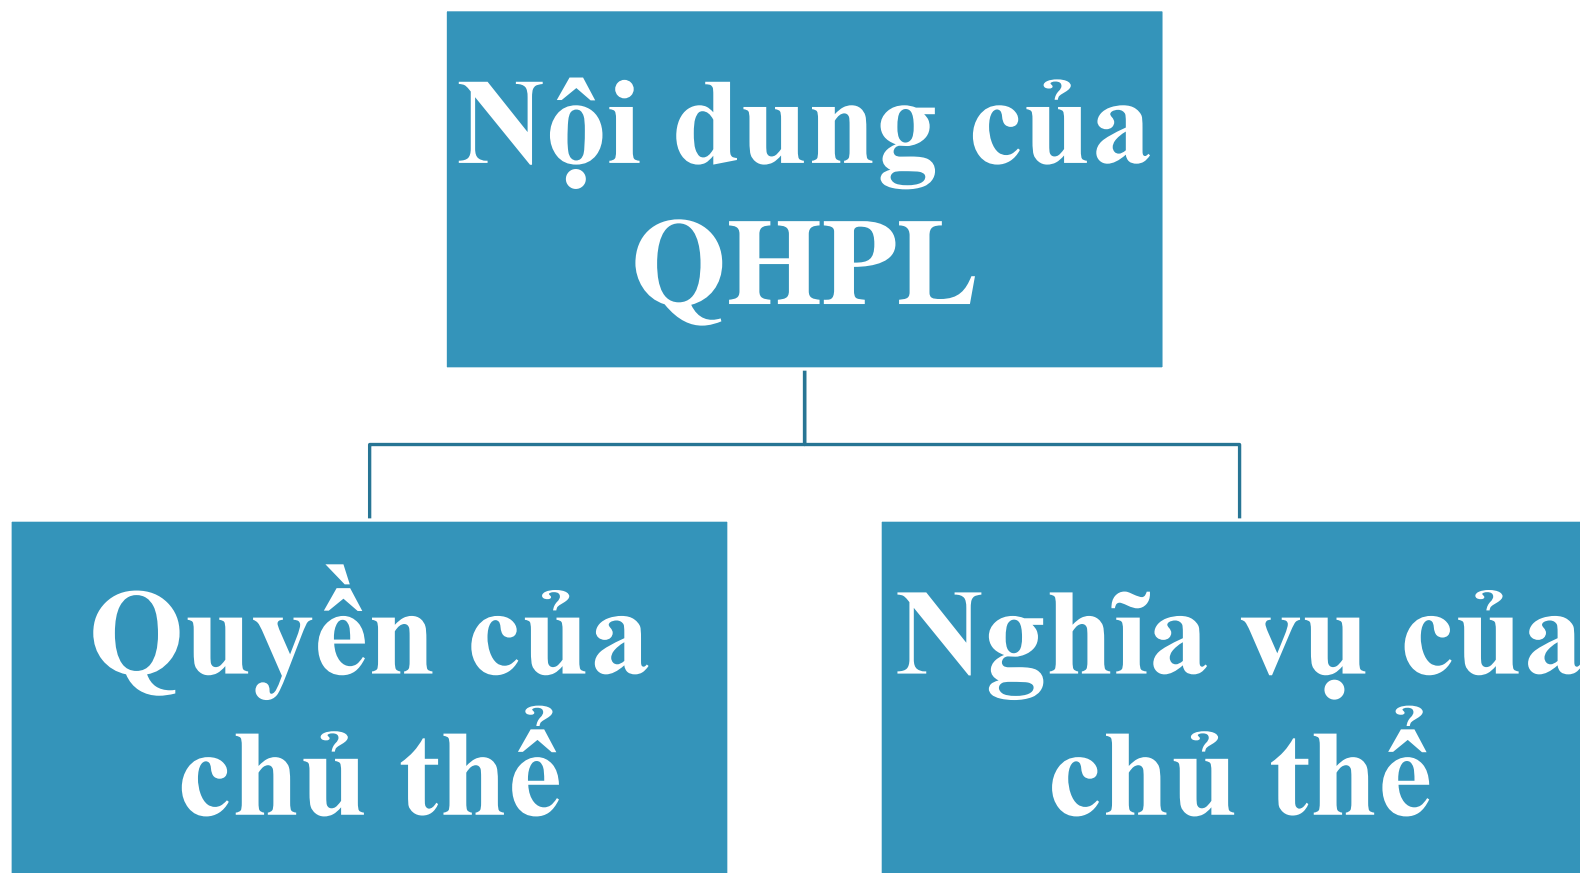 Nội dung của
QHPL
Quyền của
chủ thể
Nghĩa vụ của
chủ thể